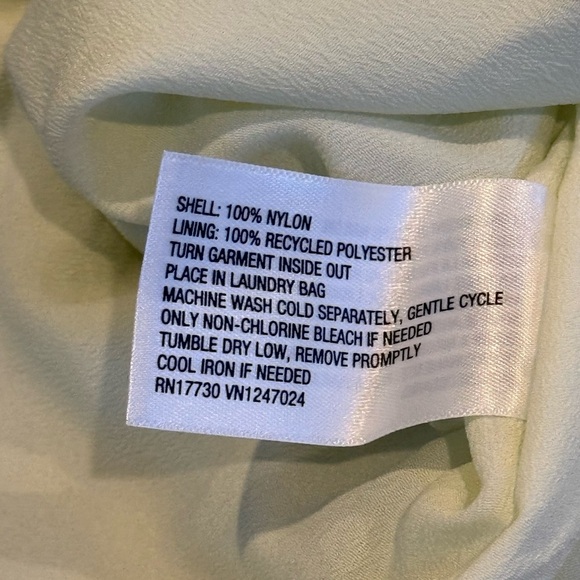 SHELL: 100% NYLON
LINING: 100% RECYCLED POLYESTER
TURN GARMENT INSIDE OUT
PLACE IN LAUNDRY BAG
MACHINE WASH COLD SEPARATELY, GENTLE CYCLE
ONLY NON-CHLORINE BLEACH IF NEEDED
TUMBLE DRY LOW, REMOVE PROMPTLY
COOL IRON IF NEEDED
RN17730 VN1247024